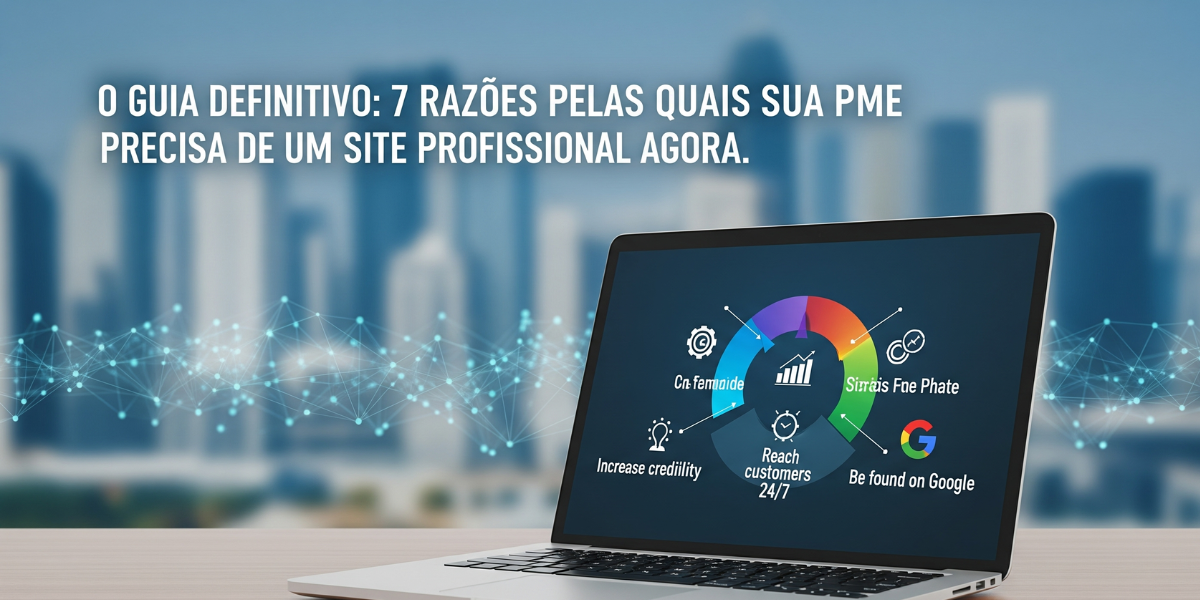 O GUIA DEFINITIVO: 7 RAZÕES PELAS QUAIS SUA PME
PRECISA DE UM SITE PROFISSIONAL AGORA.
Increase
Reach
customers
24/7
Be found on Google